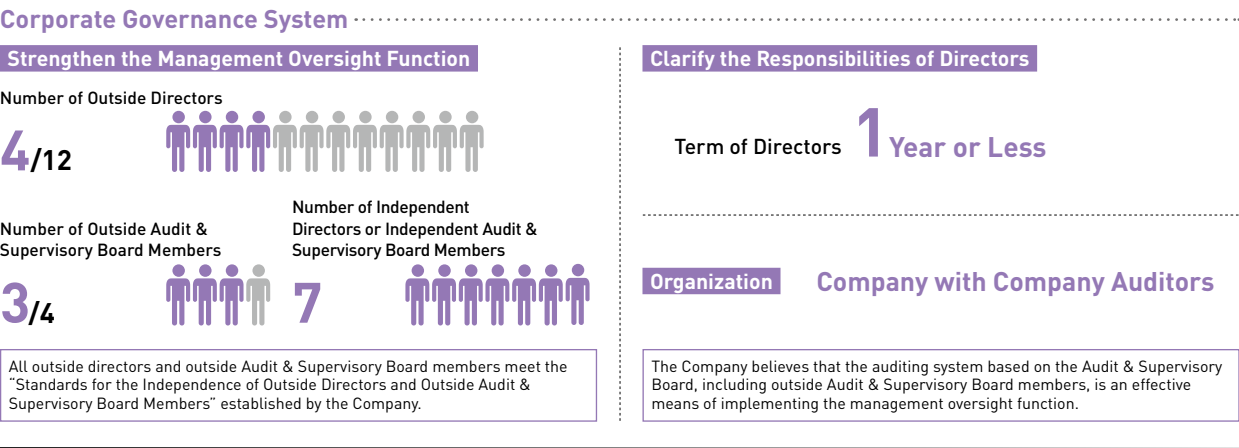 Corporate Governance System
Strengthen the Management Oversight Function
Number of Outside Directors
4/12
Number of Outside Audit &
Supervisory Board Members
3/4
Number of Independent
Directors or Independent Audit &
Supervisory Board Members
7
All outside directors and outside Audit & Supervisory Board members meet the
“Standards for the Independence of Outside Directors and Outside Audit &
Supervisory Board Members” established by the Company.
Clarify the Responsibilities of Directors
Term of Directors 1 Year or Less
Organization Company with Company Auditors
The Company believes that the auditing system based on the Audit & Supervisory
Board, including outside Audit & Supervisory Board members, is an effective
means of implementing the management oversight function.